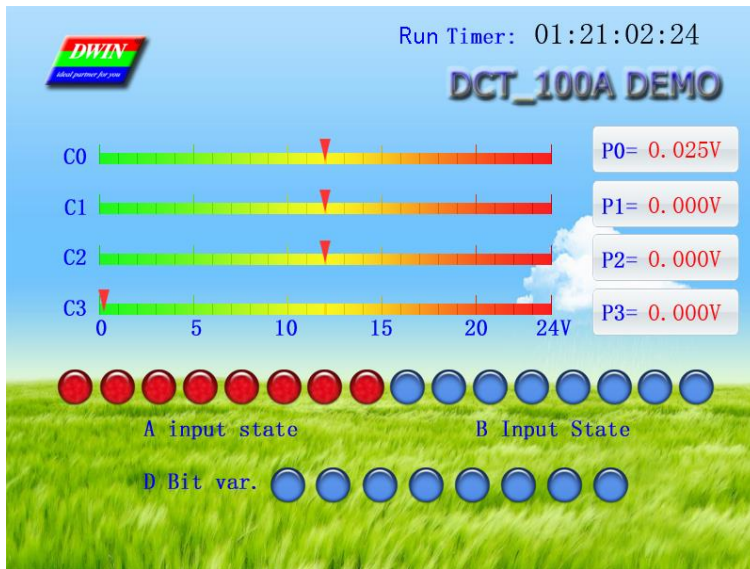 Run Timer: 01:21:02:24
DWIN
ideal partner for you
DCT_100A DEMO
C0
P0= 0.025V
C1
P1= 0.000V
C2
P2= 0.000V
C3
P3= 0.000V
0 5 10 15 20 24V
A input state B Input State
D Bit var.